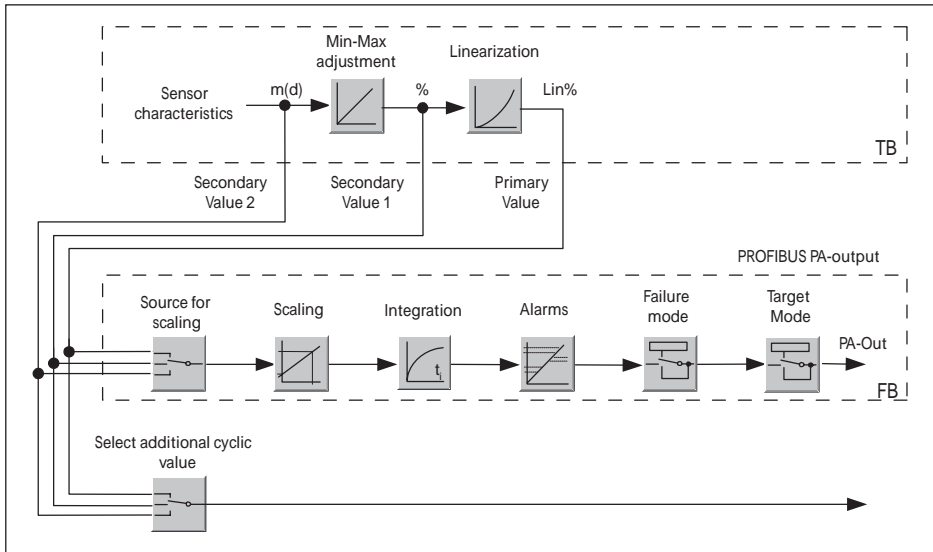 Min-Max
adjustment
Linearization
Sensor
characteristics
m(d)
%
Lin%
TB
Secondary
Value 2
Secondary
Value 1
Primary
Value
PROFIBUS PA-output
Source for
scaling
Scaling
Integration
Alarms
Failure
mode
Target
Mode
PA-Out
ti
FB
Select additional cyclic
value